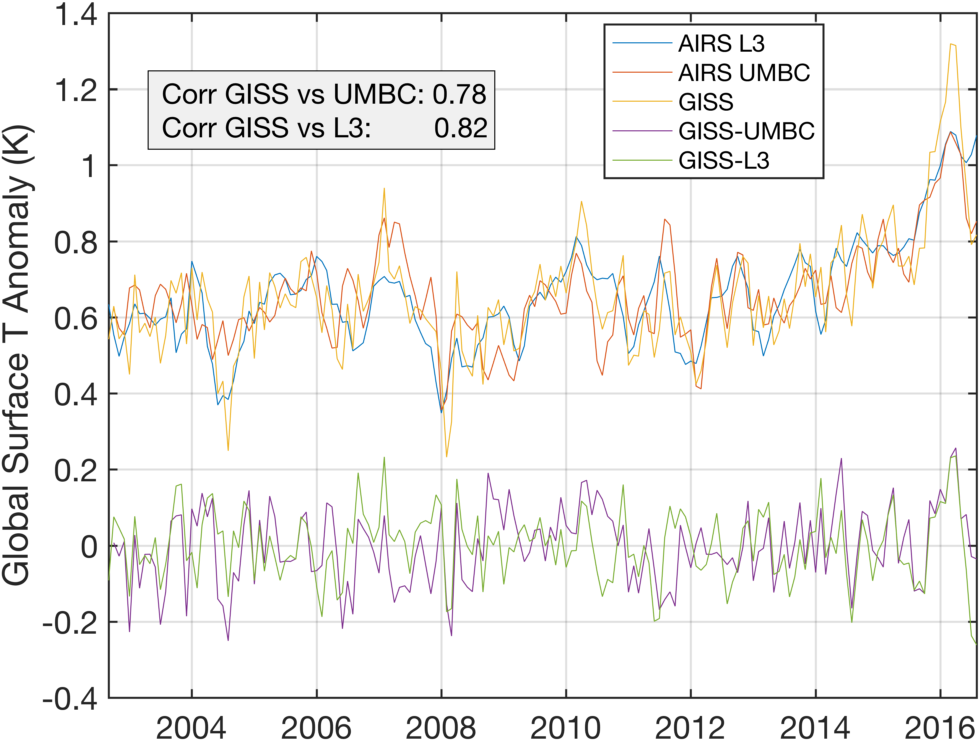 1.4
1.2
1
0.8
0.6
0.4
0.2
0
-0.2
-0.4
Global Surface T Anomaly (K)
Corr GISS vs UMBC: 0.78
Corr GISS vs L3: 0.82
AIRS L3
AIRS UMBC
GISS
GISS-UMBC
GISS-L3
2004 2006 2008 2010 2012 2014 2016